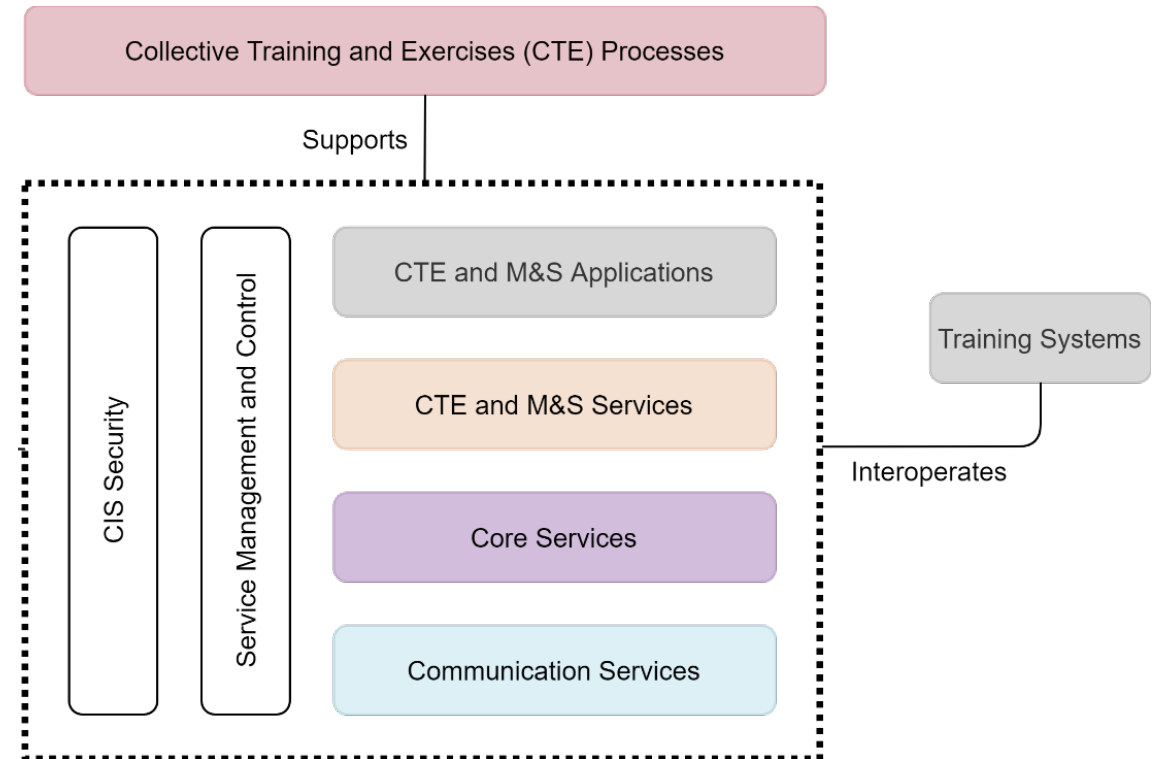 Collective Training and Exercises (CTE) Processes
Supports
CIS Security
Service Management and Control
CTE and M&S Applications
CTE and M&S Services
Core Services
Communication Services
Training Systems
Interoperates